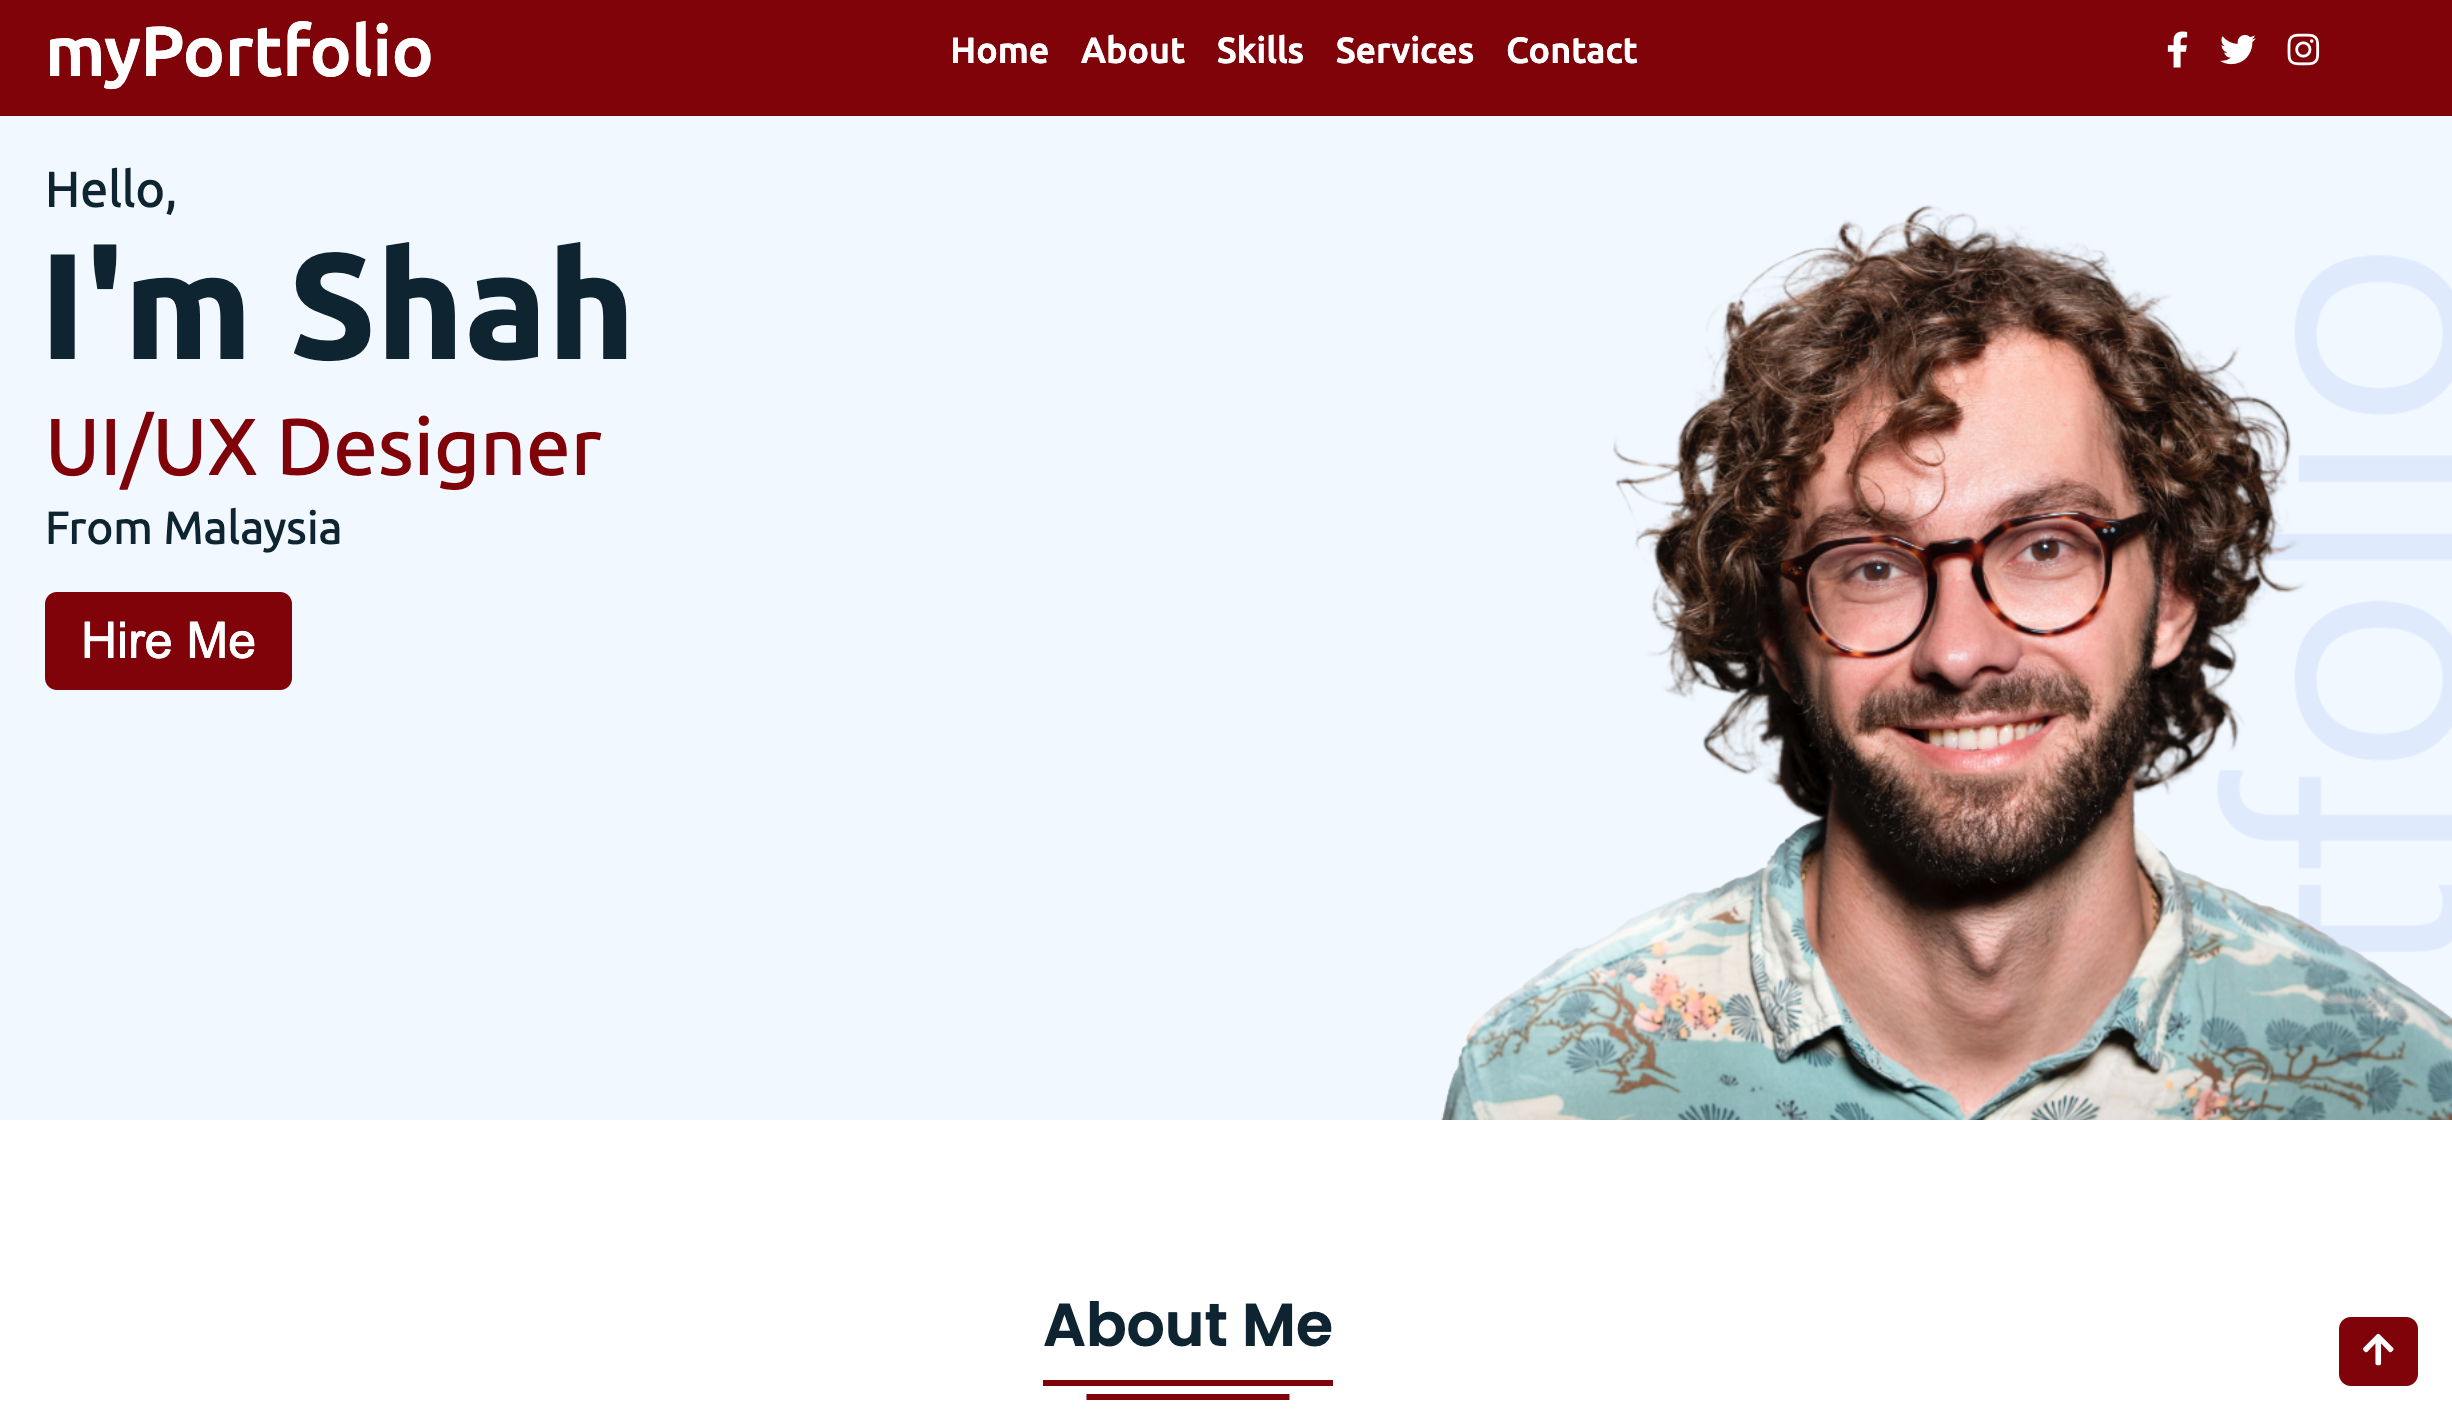 myPortfolio
Home About Skills Services Contact
Hello,
I'm Shah
UI/UX Designer
From Malaysia
Hire Me
tfolio
About Me